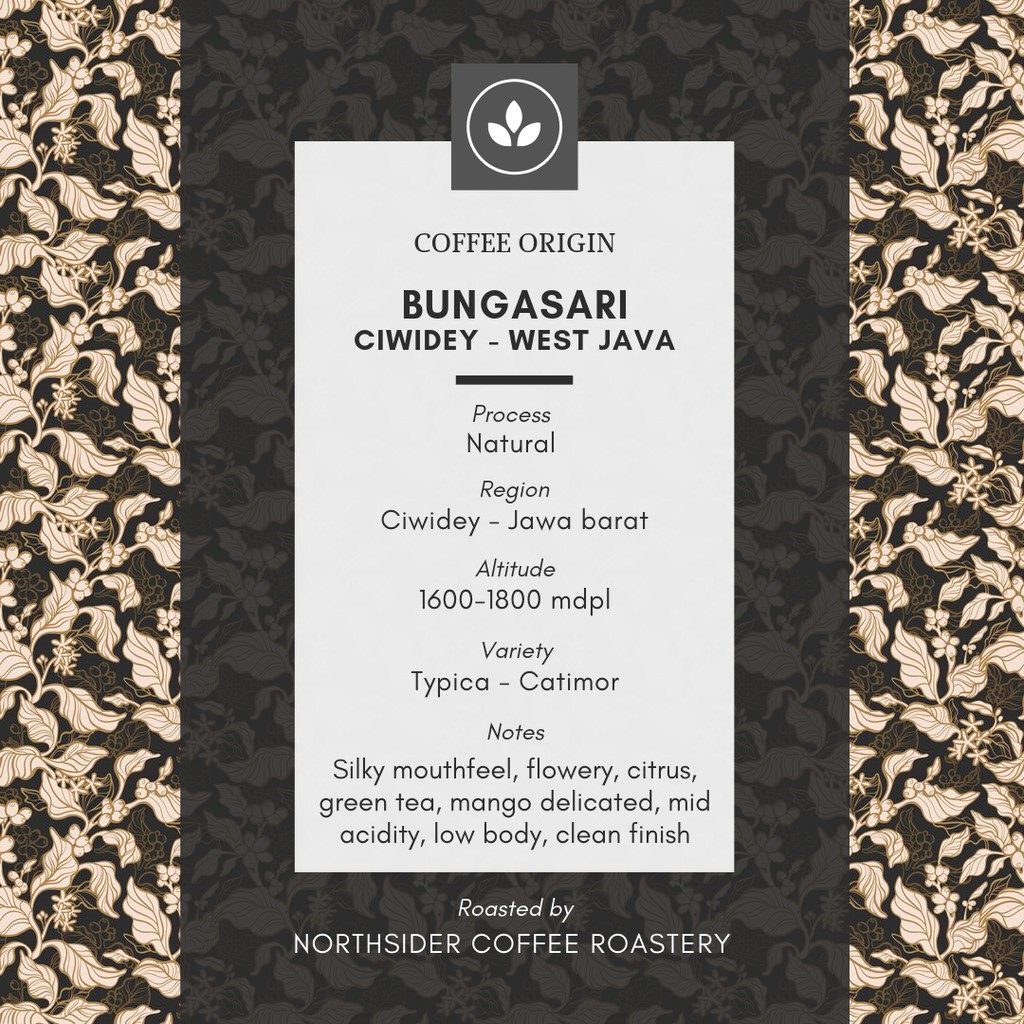 COFFEE ORIGIN
BUNGASARI
CIWIDEY - WEST JAVA
Process
Natural
Region
Ciwidey - Jawa barat
Altitude
1600-1800 mdpl
Variety
Typica - Catimor
Notes
Silky mouthfeel, flowery, citrus,
green tea, mango delicated, mid
acidity, low body, clean finish
Roasted by
NORTHSIDER COFFEE ROASTERY